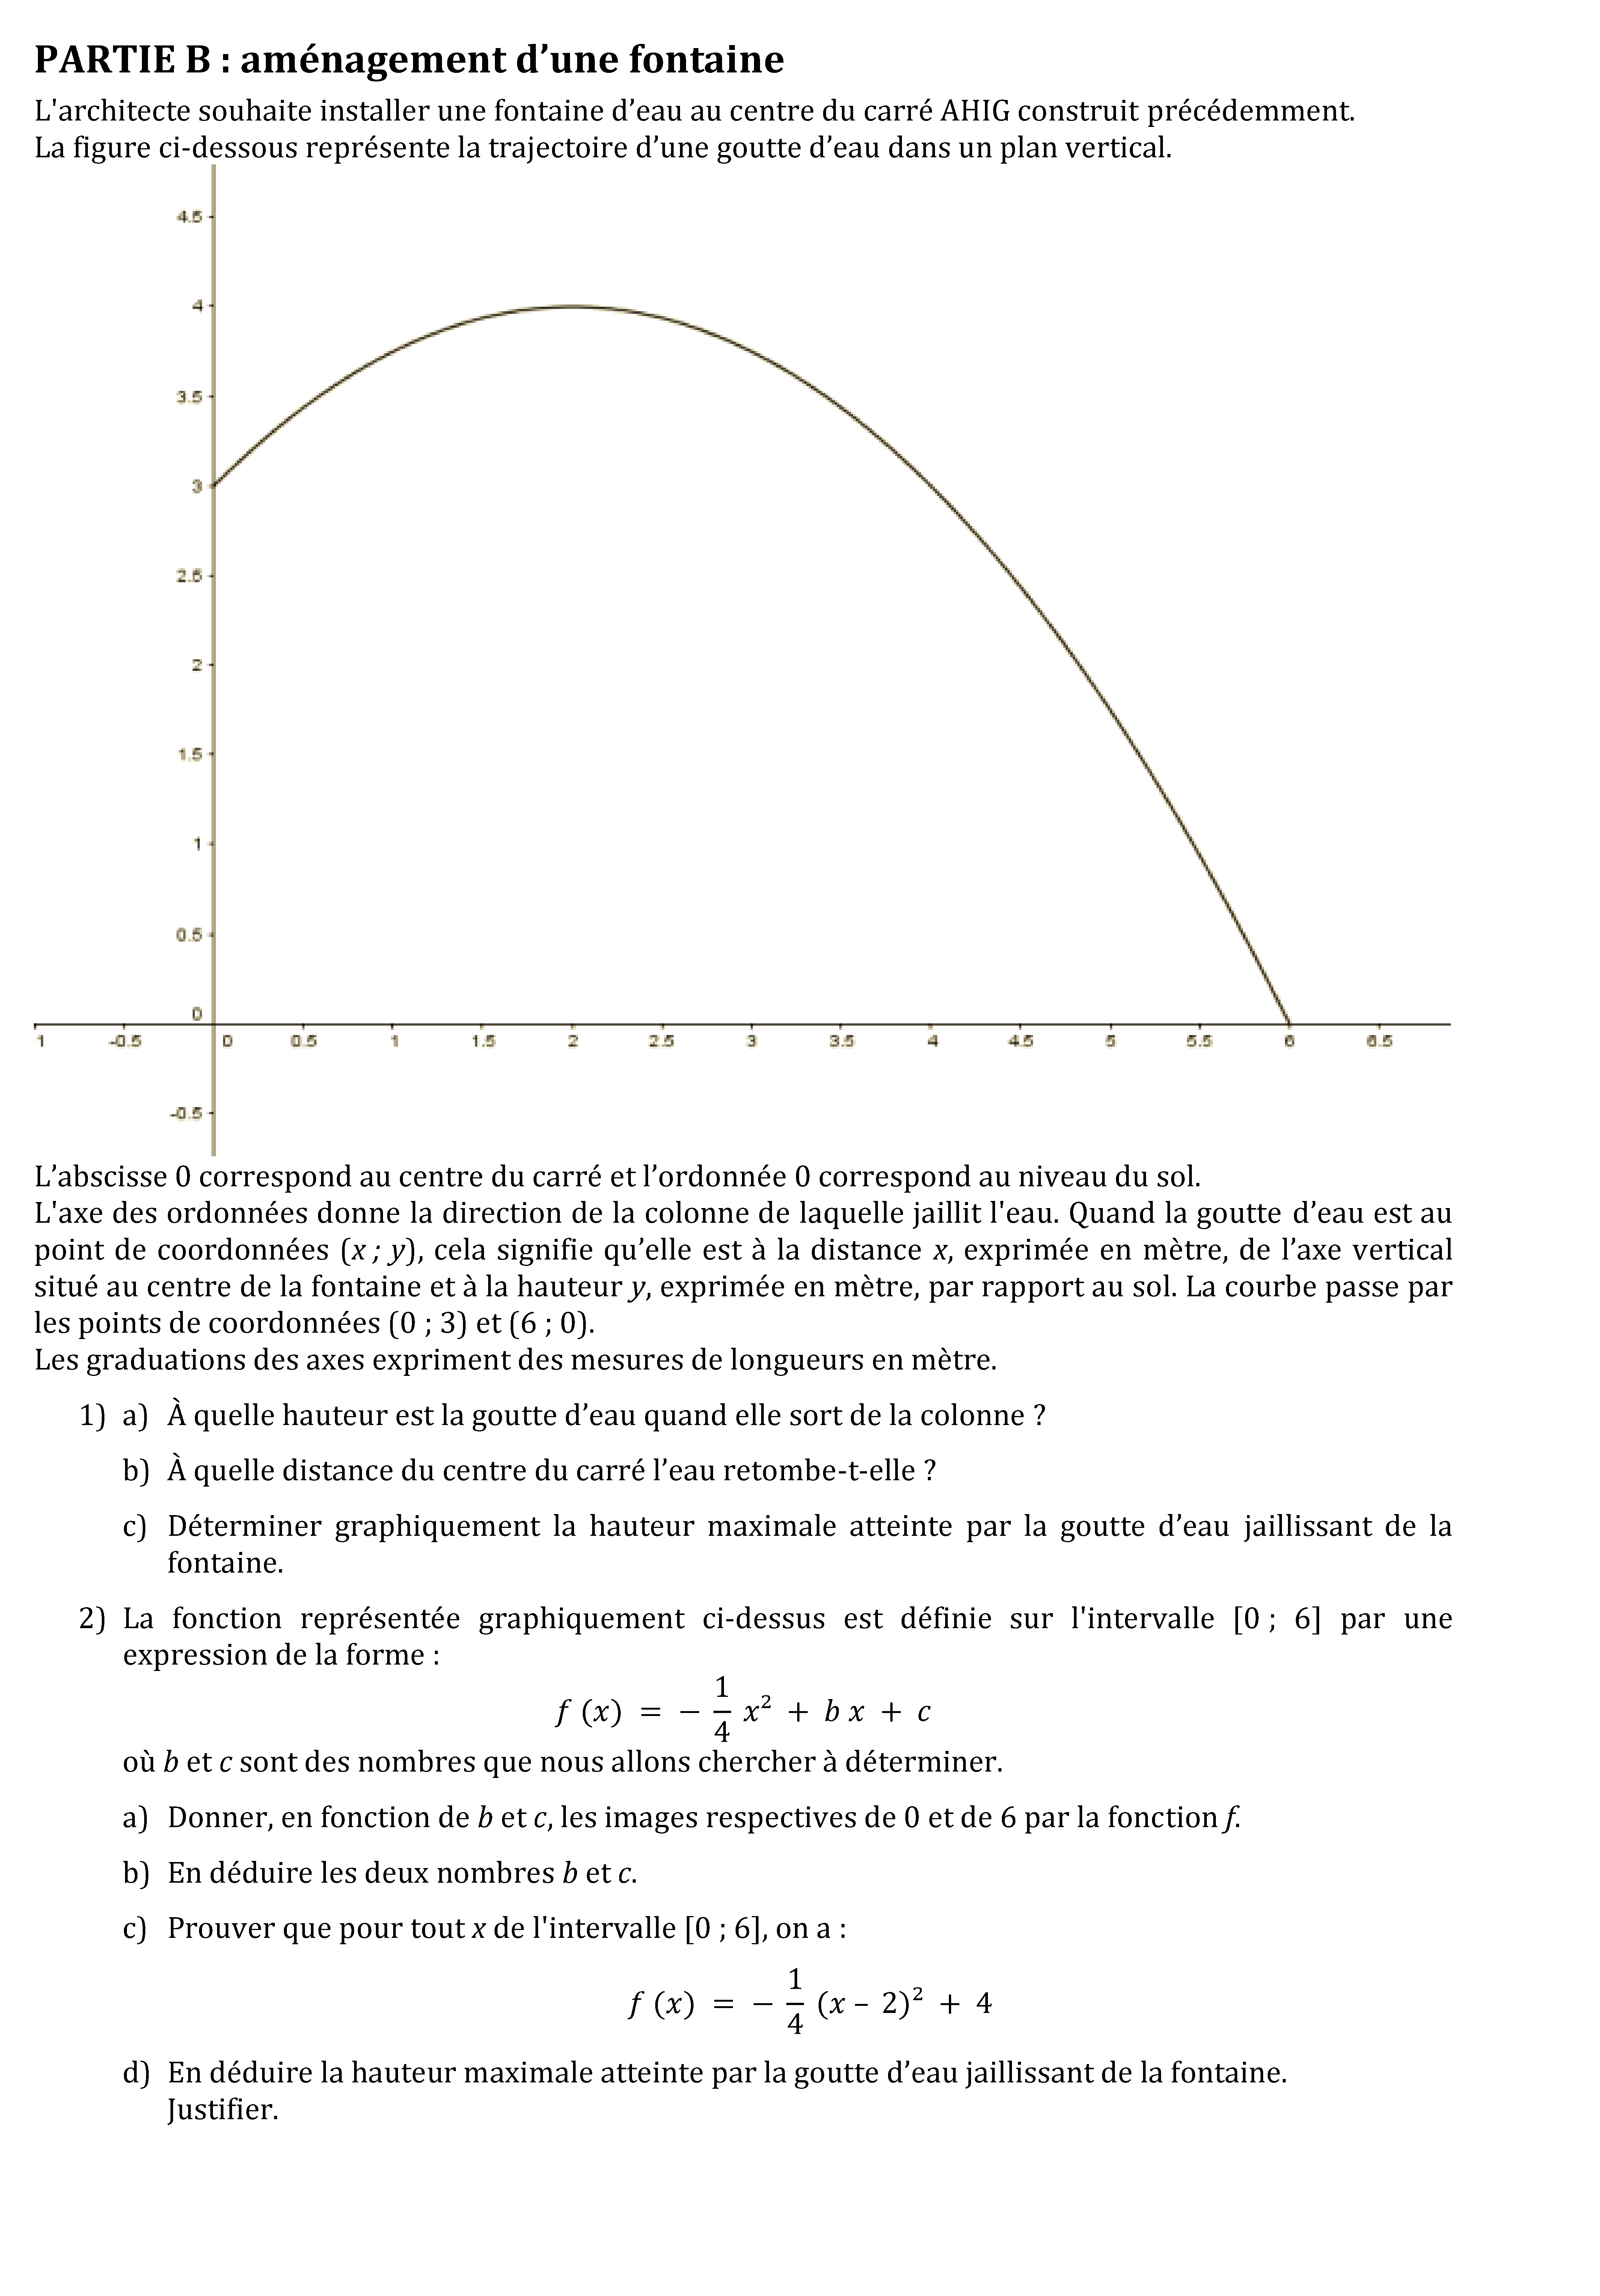 PARTIE B : aménagement d’une fontaine
L'architecte souhaite installer une fontaine d’eau au centre du carré AHIG construit précédemment.
La figure ci-dessous représente la trajectoire d’une goutte d’eau dans un plan vertical.
4.5
4
3.5
3
2.5
2
1.5
1
0.5
0
1 -0.5 0 0.5 1 1.5 2 2.5 3 3.5 4 4.5 5 5.5 6 6.5
-0.5
L’abscisse 0 correspond au centre du carré et l’ordonnée 0 correspond au niveau du sol.
L'axe des ordonnées donne la direction de la colonne de laquelle jaillit l'eau. Quand la goutte d’eau est au
point de coordonnées (x ; y), cela signifie qu’elle est à la distance x, exprimée en mètre, de l’axe vertical
situé au centre de la fontaine et à la hauteur y, exprimée en mètre, par rapport au sol. La courbe passe par
les points de coordonnées (0 ; 3) et (6 ; 0).
Les graduations des axes expriment des mesures de longueurs en mètre.
1) a) À quelle hauteur est la goutte d’eau quand elle sort de la colonne ?
b) À quelle distance du centre du carré l’eau retombe-t-elle ?
c) Déterminer graphiquement la hauteur maximale atteinte par la goutte d’eau jaillissant de la
fontaine.
2) La fonction représentée graphiquement ci-dessus est définie sur l'intervalle [0 ; 6] par une
expression de la forme :
f (x) = − 1/4 x² + b x + c
où b et c sont des nombres que nous allons chercher à déterminer.
a) Donner, en fonction de b et c, les images respectives de 0 et de 6 par la fonction f.
b) En déduire les deux nombres b et c.
c) Prouver que pour tout x de l'intervalle [0 ; 6], on a :
f (x) = − 1/4 (x – 2)² + 4
d) En déduire la hauteur maximale atteinte par la goutte d’eau jaillissant de la fontaine.
Justifier.